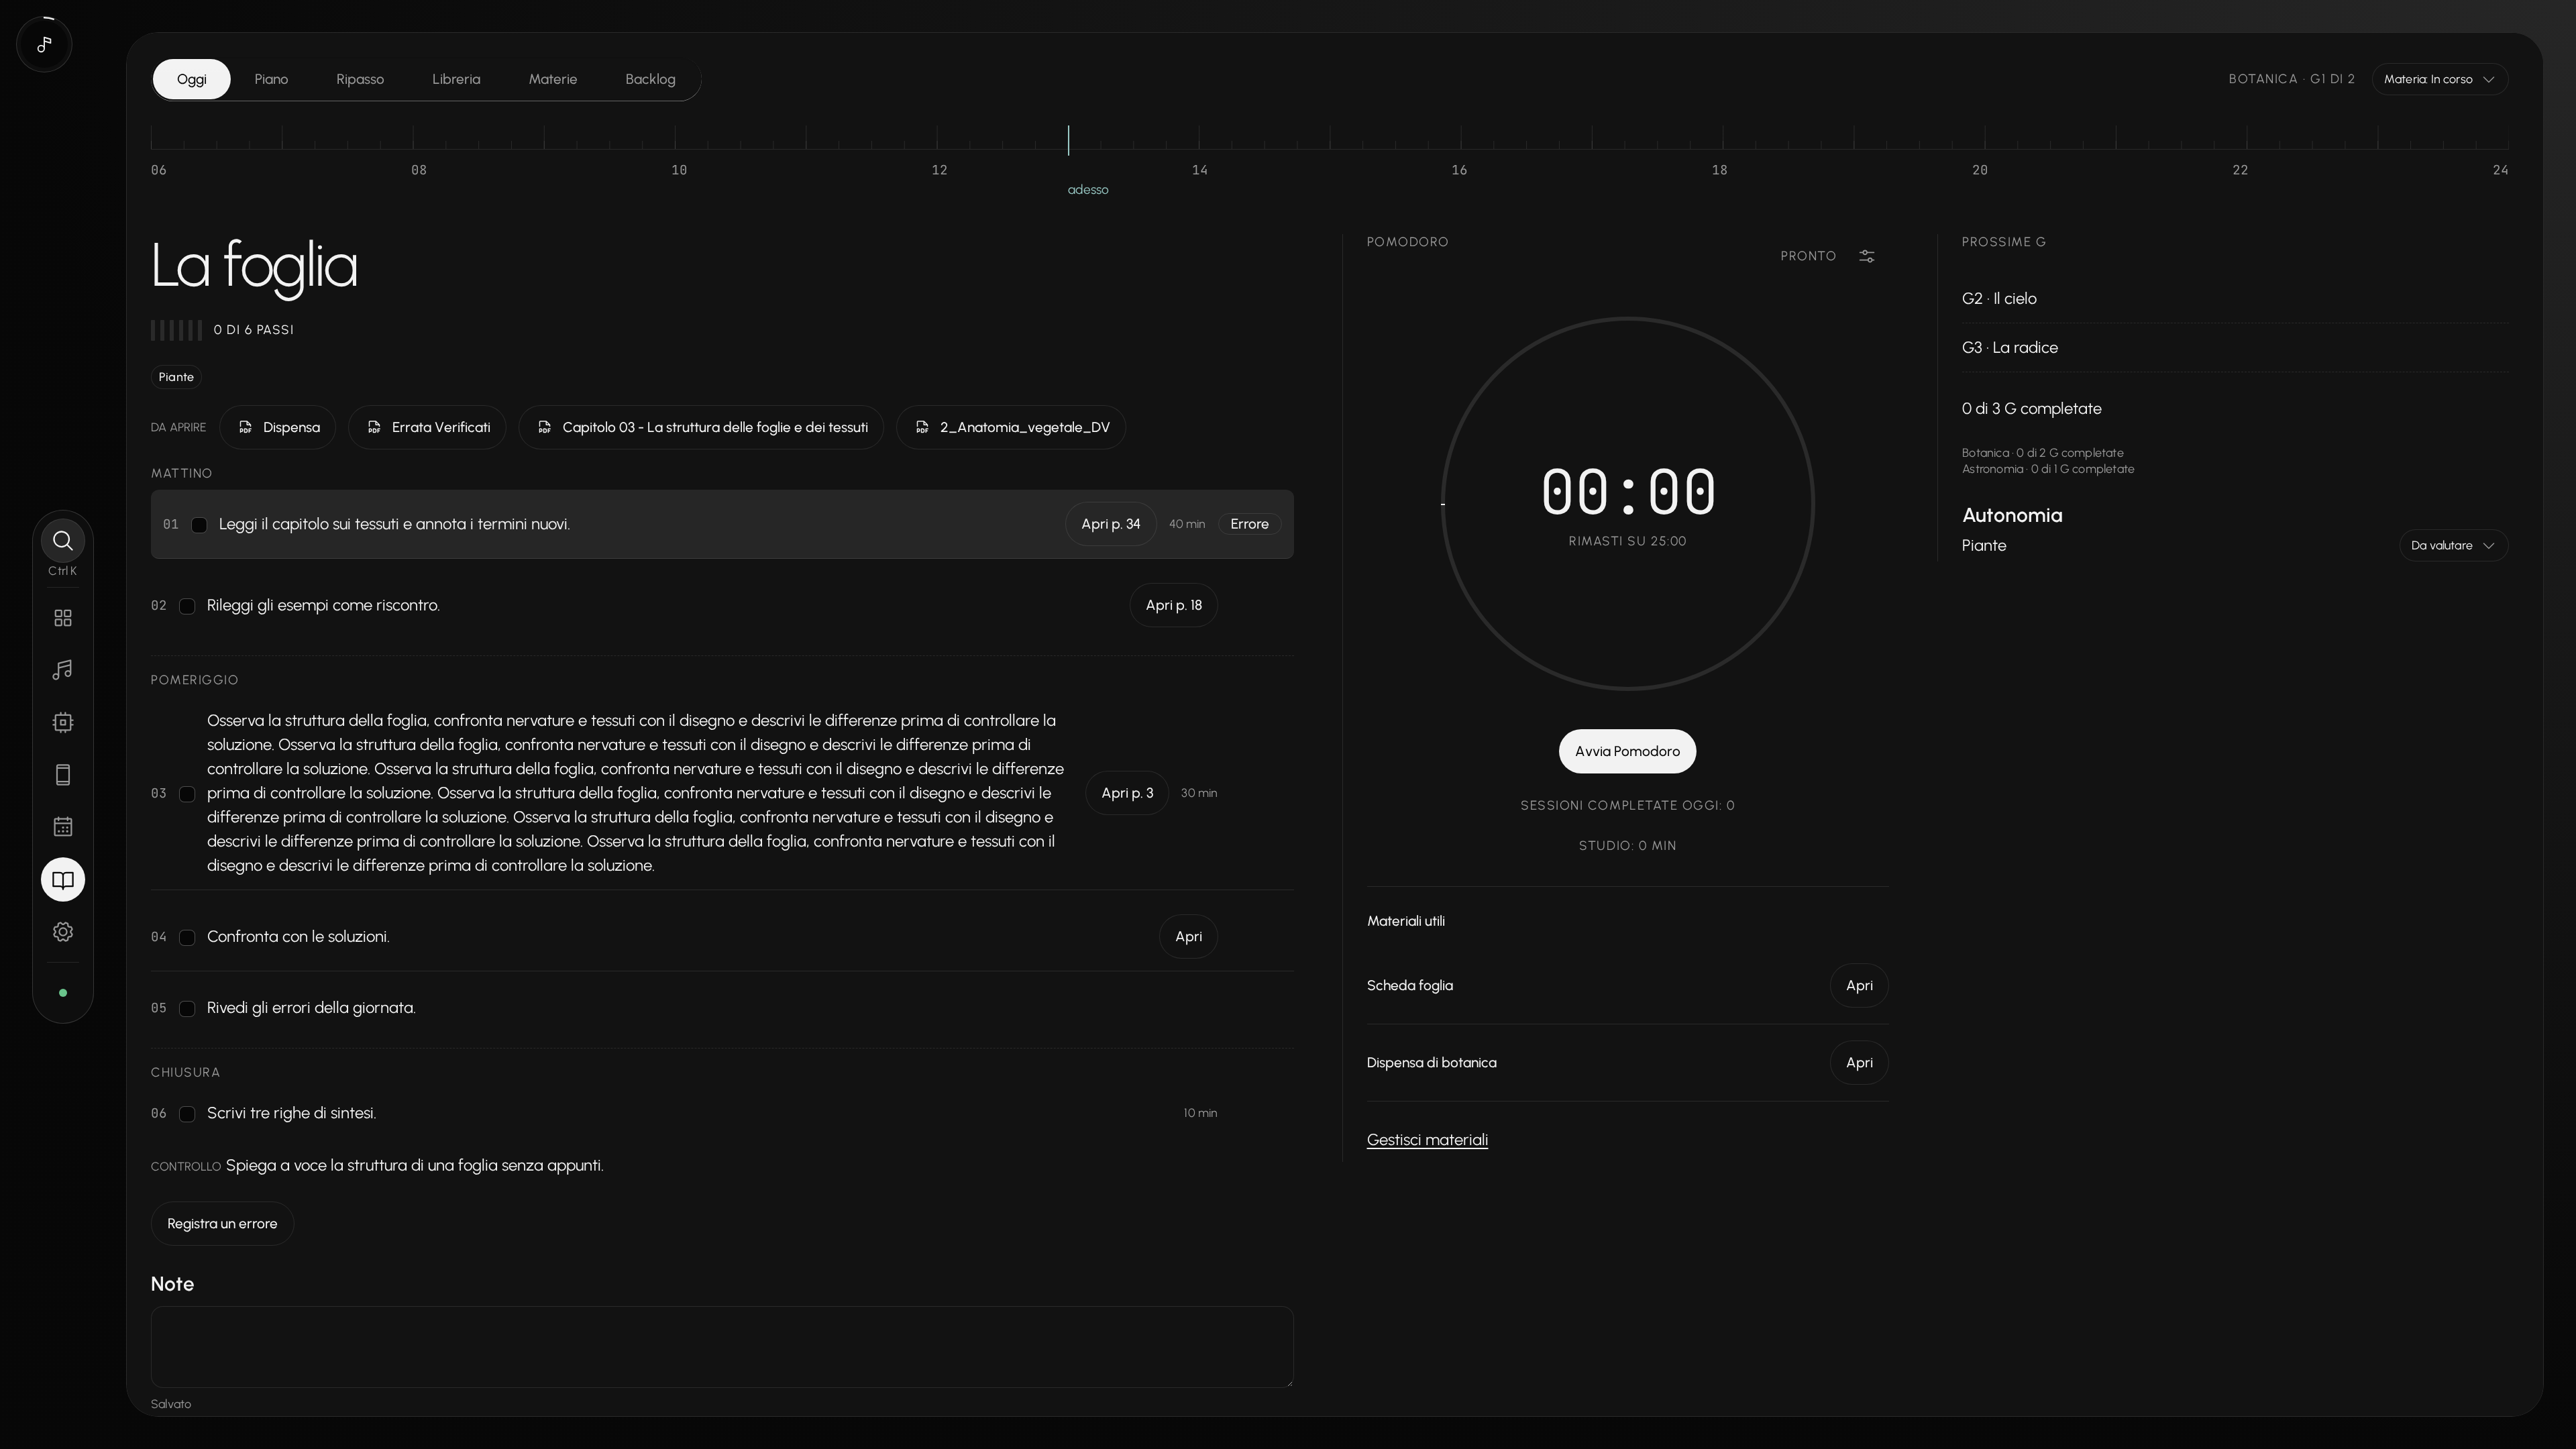 Oggi
Piano
Ripasso
Libreria
Materie
Backlog
BOTANICA · G1 DI 2
Materia: In corso
06
08
10
12
14
16
18
20
22
24
adesso
La foglia
0 DI 6 PASSI
Piante
DA APRIRE
Dispensa
Errata Verificati
Capitolo 03 - La struttura delle foglie e dei tessuti
2_Anatomia_vegetale_DV
MATTINO
01 Leggi il capitolo sui tessuti e annota i termini nuovi. Apri p. 34 40 min Errore
02 Rileggi gli esempi come riscontro. Apri p. 18
POMERIGGIO
Osserva la struttura della foglia, confronta nervature e tessuti con il disegno e descrivi le differenze prima di controllare la
soluzione. Osserva la struttura della foglia, confronta nervature e tessuti con il disegno e descrivi le differenze prima di
controllare la soluzione. Osserva la struttura della foglia, confronta nervature e tessuti con il disegno e descrivi le differenze
03 prima di controllare la soluzione. Osserva la struttura della foglia, confronta nervature e tessuti con il disegno e descrivi le Apri p. 3 30 min
differenze prima di controllare la soluzione. Osserva la struttura della foglia, confronta nervature e tessuti con il disegno e
descrivi le differenze prima di controllare la soluzione. Osserva la struttura della foglia, confronta nervature e tessuti con il
disegno e descrivi le differenze prima di controllare la soluzione.
04 Confronta con le soluzioni. Apri
05 Rivedi gli errori della giornata.
CHIUSURA
06 Scrivi tre righe di sintesi. 10 min
CONTROLLO Spiega a voce la struttura di una foglia senza appunti.
Registra un errore
Note
Salvato
POMODORO
PRONTO
00:00
RIMASTI SU 25:00
Avvia Pomodoro
SESSIONI COMPLETATE OGGI: 0
STUDIO: 0 MIN
Materiali utili
Scheda foglia Apri
Dispensa di botanica Apri
Gestisci materiali
PROSSIME G
G2 · Il cielo
G3 · La radice
0 di 3 G completate
Botanica · 0 di 2 G completate
Astronomia · 0 di 1 G completate
Autonomia
Piante Da valutare
Ctrl K